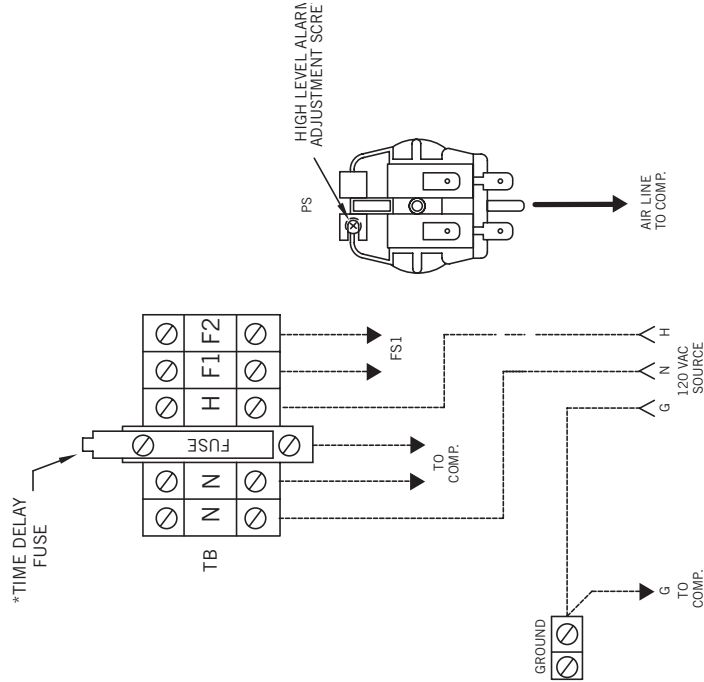 *TIME DELAY
FUSE
TB
N
N
FUSE
H
F1
F2
TO
COMP.
FS1
GROUND
G
TO
COMP.
G
N
H
120 VAC
SOURCE
HIGH LEVEL ALARM
ADJUSTMENT
PS
AIR LINE
TO COMP.